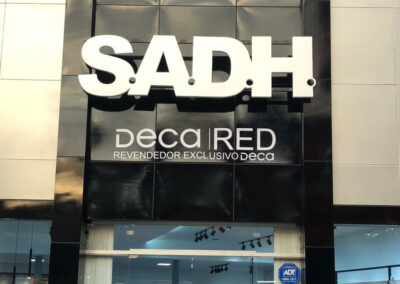 S.A.D.H.
Deca | RED
REVENDEDOR EXCLUSIVO Deca
ADT